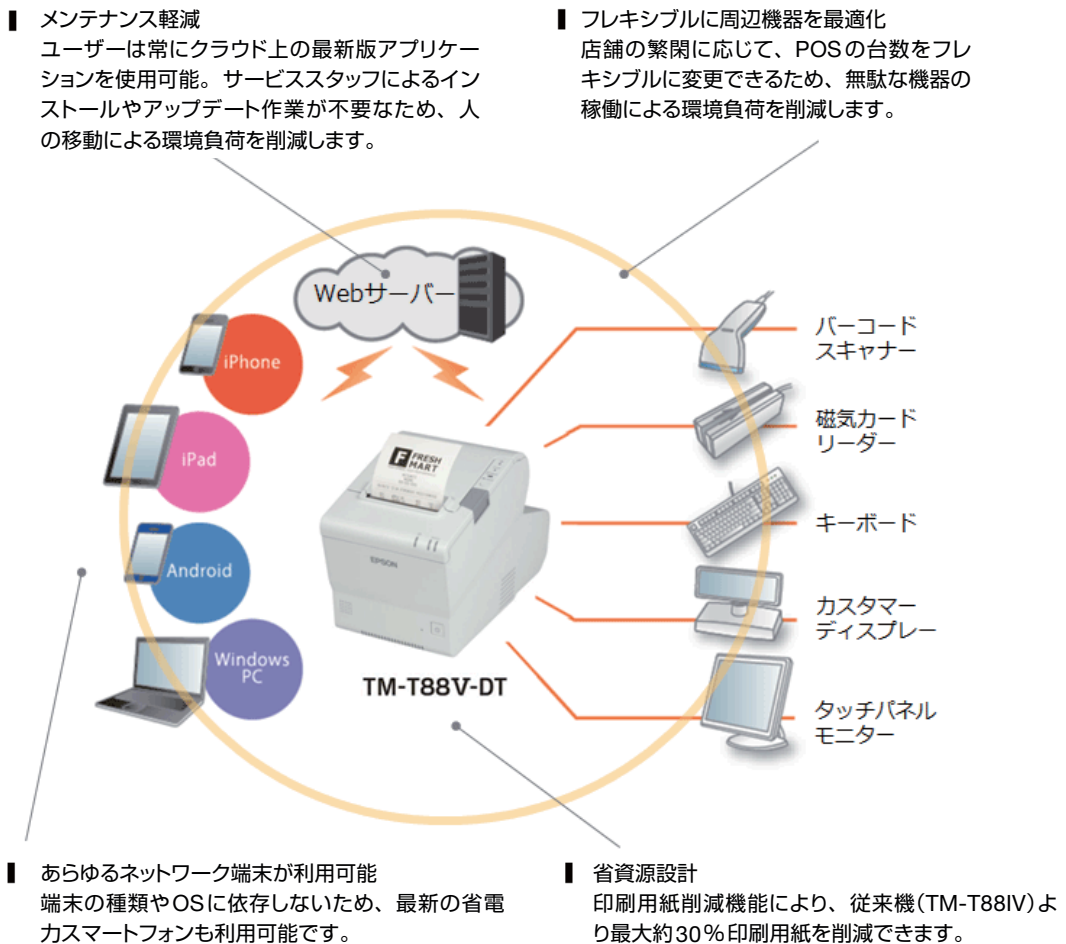 メンテナンス軽減
ユーザーは常にクラウド上の最新版アプリケー
ションを使用可能。サービススタッフによるイン
ストールやアップデート作業が不要なため、人
の移動による環境負荷を削減します。
フレキシブルに周辺機器を最適化
店舗の繁閑に応じて、POSの台数をフレ
キシブルに変更できるため、無駄な機器の
稼働による環境負荷を削減します。
Webサーバー
iPhone
iPad
Android
Windows
PC
FRESH
MART
EPSON
TM-T88V-DT
バーコード
スキャナー
磁気カード
リーダー
キーボード
カスタマー
ディスプレー
タッチパネル
モニター
あらゆるネットワーク端末が利用可能
端末の種類やOSに依存しないため、最新の省電
力スマートフォンも利用可能です。
省資源設計
印刷用紙削減機能により、従来機(TM-T88IV)よ
り最大約30%印刷用紙を削減できます。